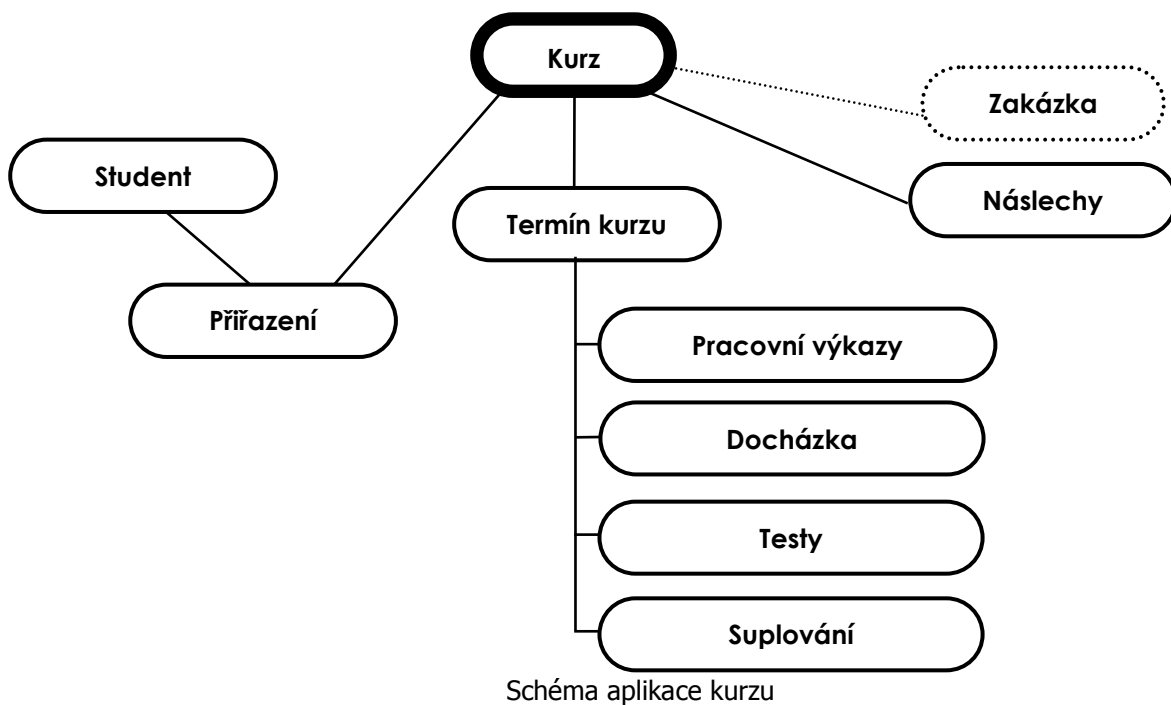 Kurz
Zakázka
Student
Náslechy
Termín kurzu
Přiřazení
Pracovní výkazy
Docházka
Testy
Suplování
Schéma aplikace kurzu